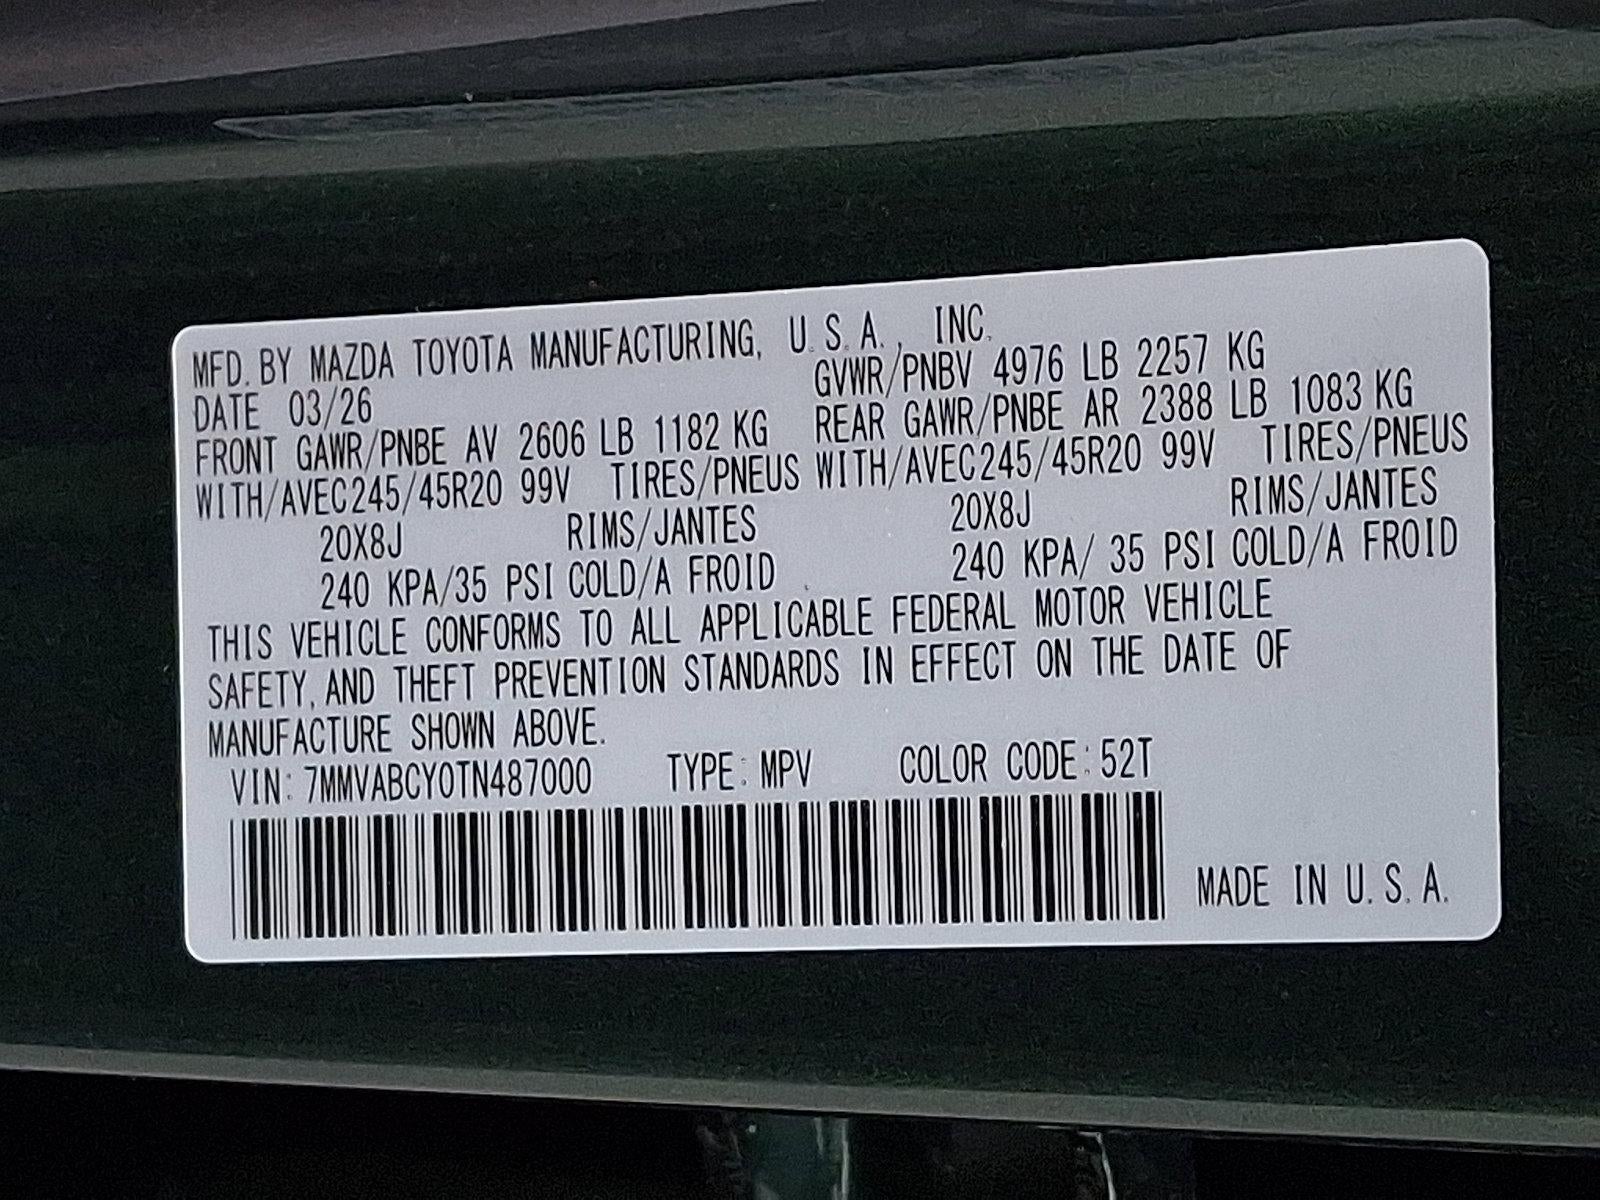 MFD. BY MAZDA TOYOTA MANUFACTURING, U.S.A., INC.
DATE 03/26 GVWR/PNBV 4976 LB 2257 KG
FRONT GAWR/PNBE AV 2606 LB 1182 KG REAR GAWR/PNBE AR 2388 LB 1083 KG
WITH/AVEC245/45R20 99V TIRES/PNEUS WITH/AVEC245/45R20 99V TIRES/PNEUS
20X8J RIMS/JANTES 20X8J RIMS/JANTES
240 KPA/35 PSI COLD/A FROID 240 KPA/ 35 PSI COLD/A FROID
THIS VEHICLE CONFORMS TO ALL APPLICABLE FEDERAL MOTOR VEHICLE
SAFETY, AND THEFT PREVENTION STANDARDS IN EFFECT ON THE DATE OF
MANUFACTURE SHOWN ABOVE.
VIN: 7MMVABCY0TN487000 TYPE: MPV COLOR CODE: 52T
MADE IN U.S.A.